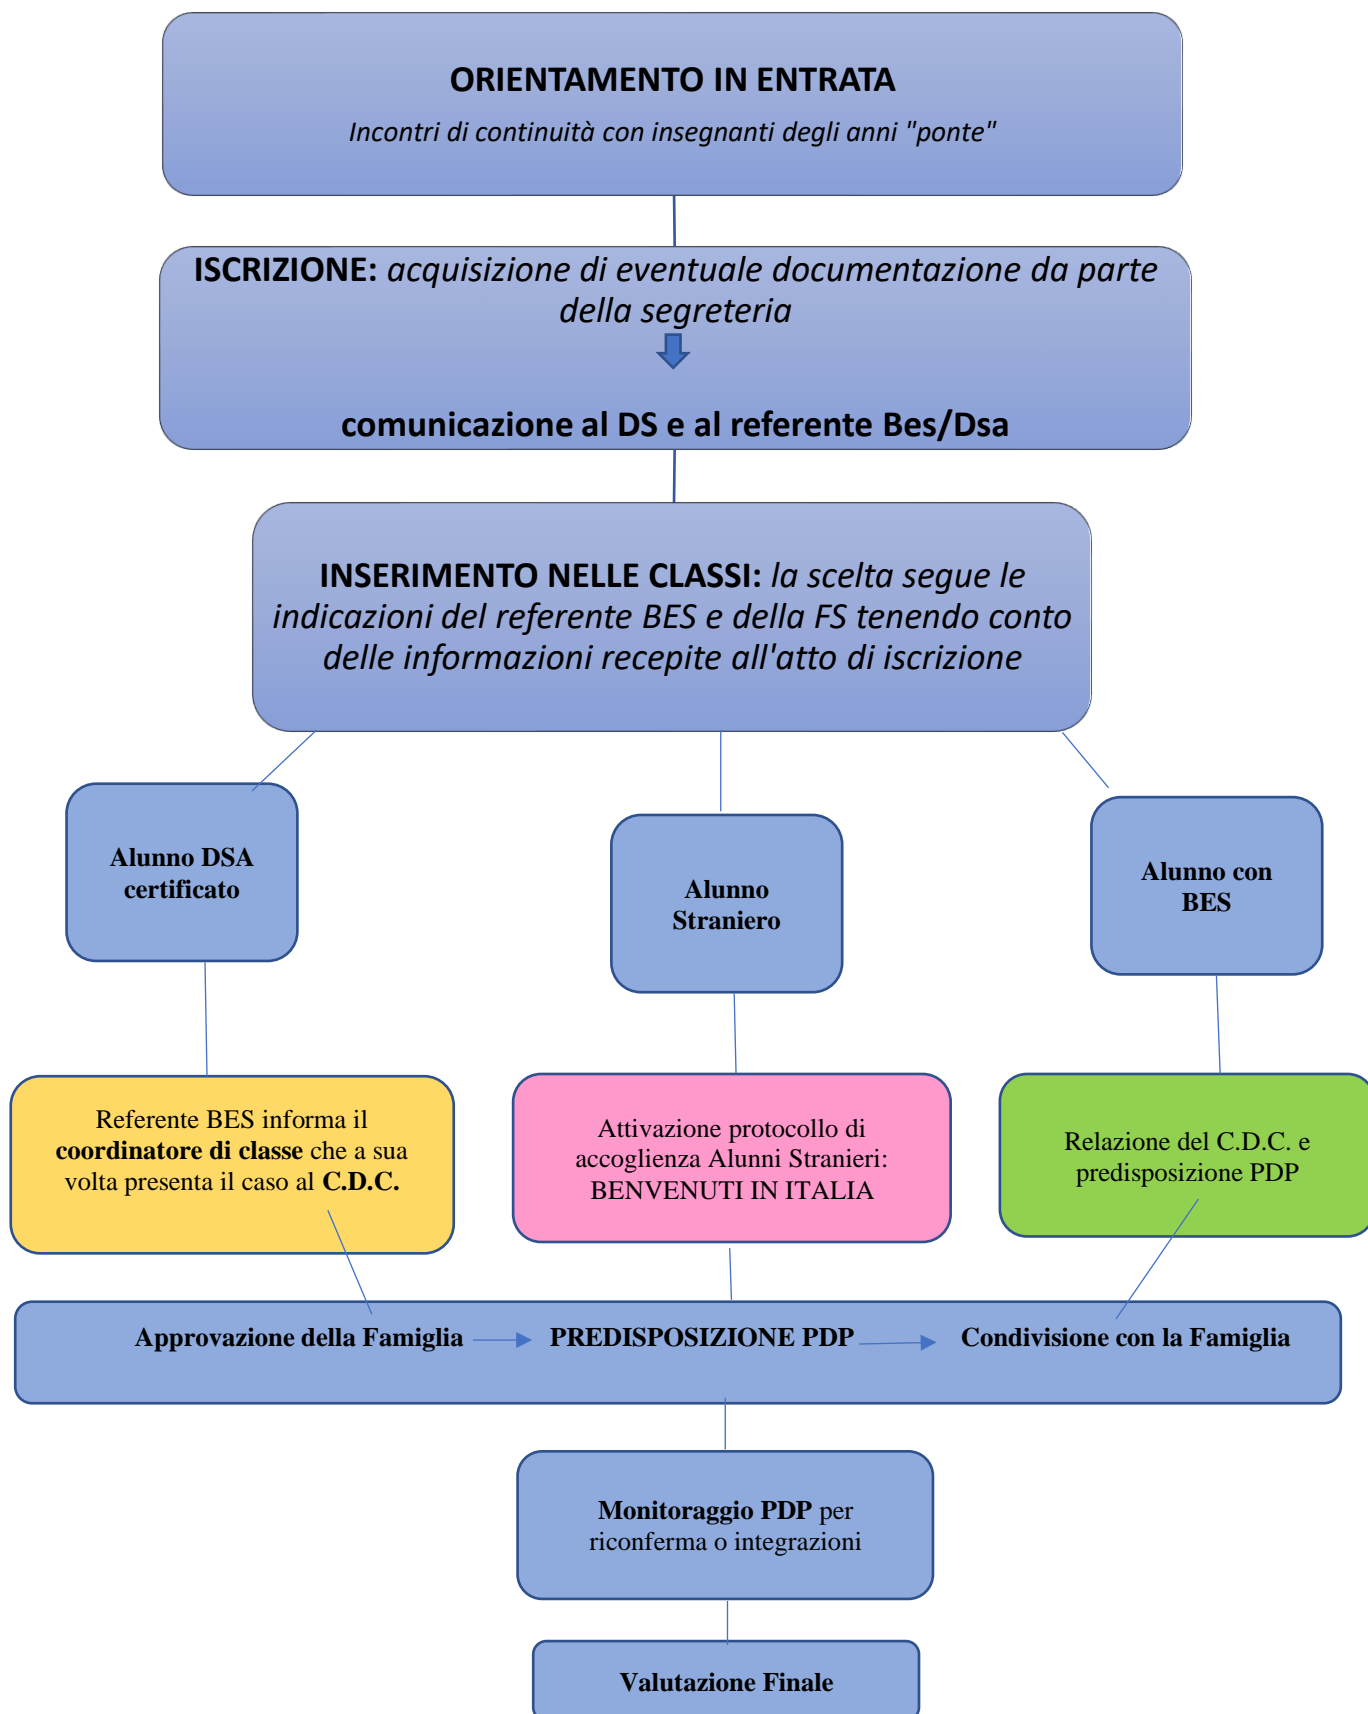 ORIENTAMENTO IN ENTRATA
Incontri di continuità con insegnanti degli anni "ponte"
ISCRIZIONE: acquisizione di eventuale documentazione da parte
della segreteria
comunicazione al DS e al referente Bes/Dsa
INSERIMENTO NELLE CLASSI: la scelta segue le
indicazioni del referente BES e della FS tenendo conto
delle informazioni recepite all'atto di iscrizione
Alunno DSA
certificato
Alunno
Straniero
Alunno con
BES
Referente BES informa il
coordinatore di classe che a sua
volta presenta il caso al C.D.C.
Attivazione protocollo di
accoglienza Alunni Stranieri:
BENVENUTI IN ITALIA
Relazione del C.D.C. e
predisposizione PDP
Approvazione della Famiglia PREDISPOSIZIONE PDP Condivisione con la Famiglia
Monitoraggio PDP per
riconferma o integrazioni
Valutazione Finale